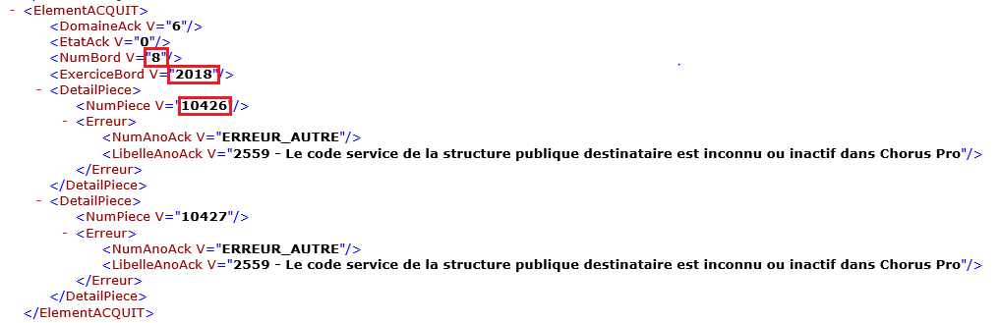 - <ElementACQUIT>
<DomaineAck V="6"/>
<EtatAck V="0"/>
<NumBord V="8"/>
<ExerciceBord V="2018"/>
- <DetailPiece>
<NumPiece V="10426"/>
- <Erreur>
<NumAnoAck V="ERREUR_AUTRE"/>
<LibelleAnoAck V="2559 - Le code service de la structure publique destinataire est inconnu ou inactif dans Chorus Pro"/>
</Erreur>
</DetailPiece>
- <DetailPiece>
<NumPiece V="10427"/>
- <Erreur>
<NumAnoAck V="ERREUR_AUTRE"/>
<LibelleAnoAck V="2559 - Le code service de la structure publique destinataire est inconnu ou inactif dans Chorus Pro"/>
</Erreur>
</DetailPiece>
</ElementACQUIT>